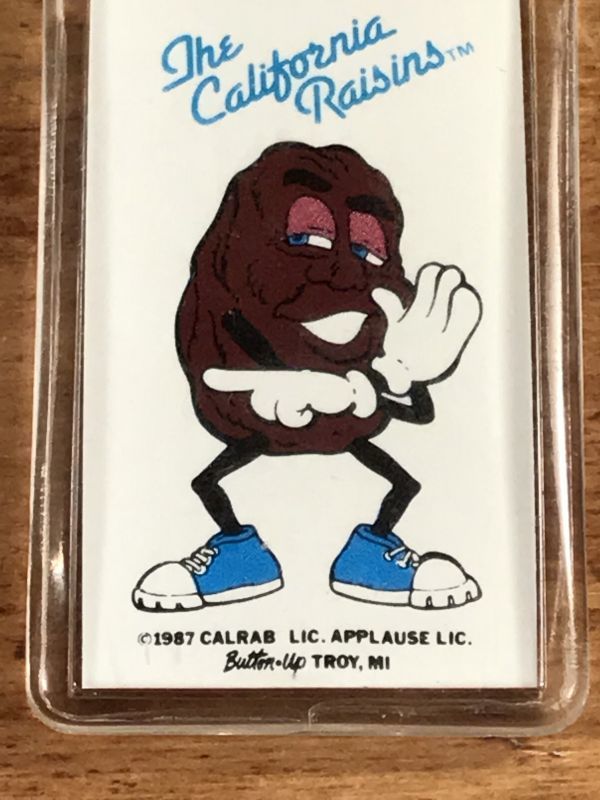 The
California
Raisins™
©1987 CALRAB LIC. APPLAUSE LIC.
Button-Up TROY, MI